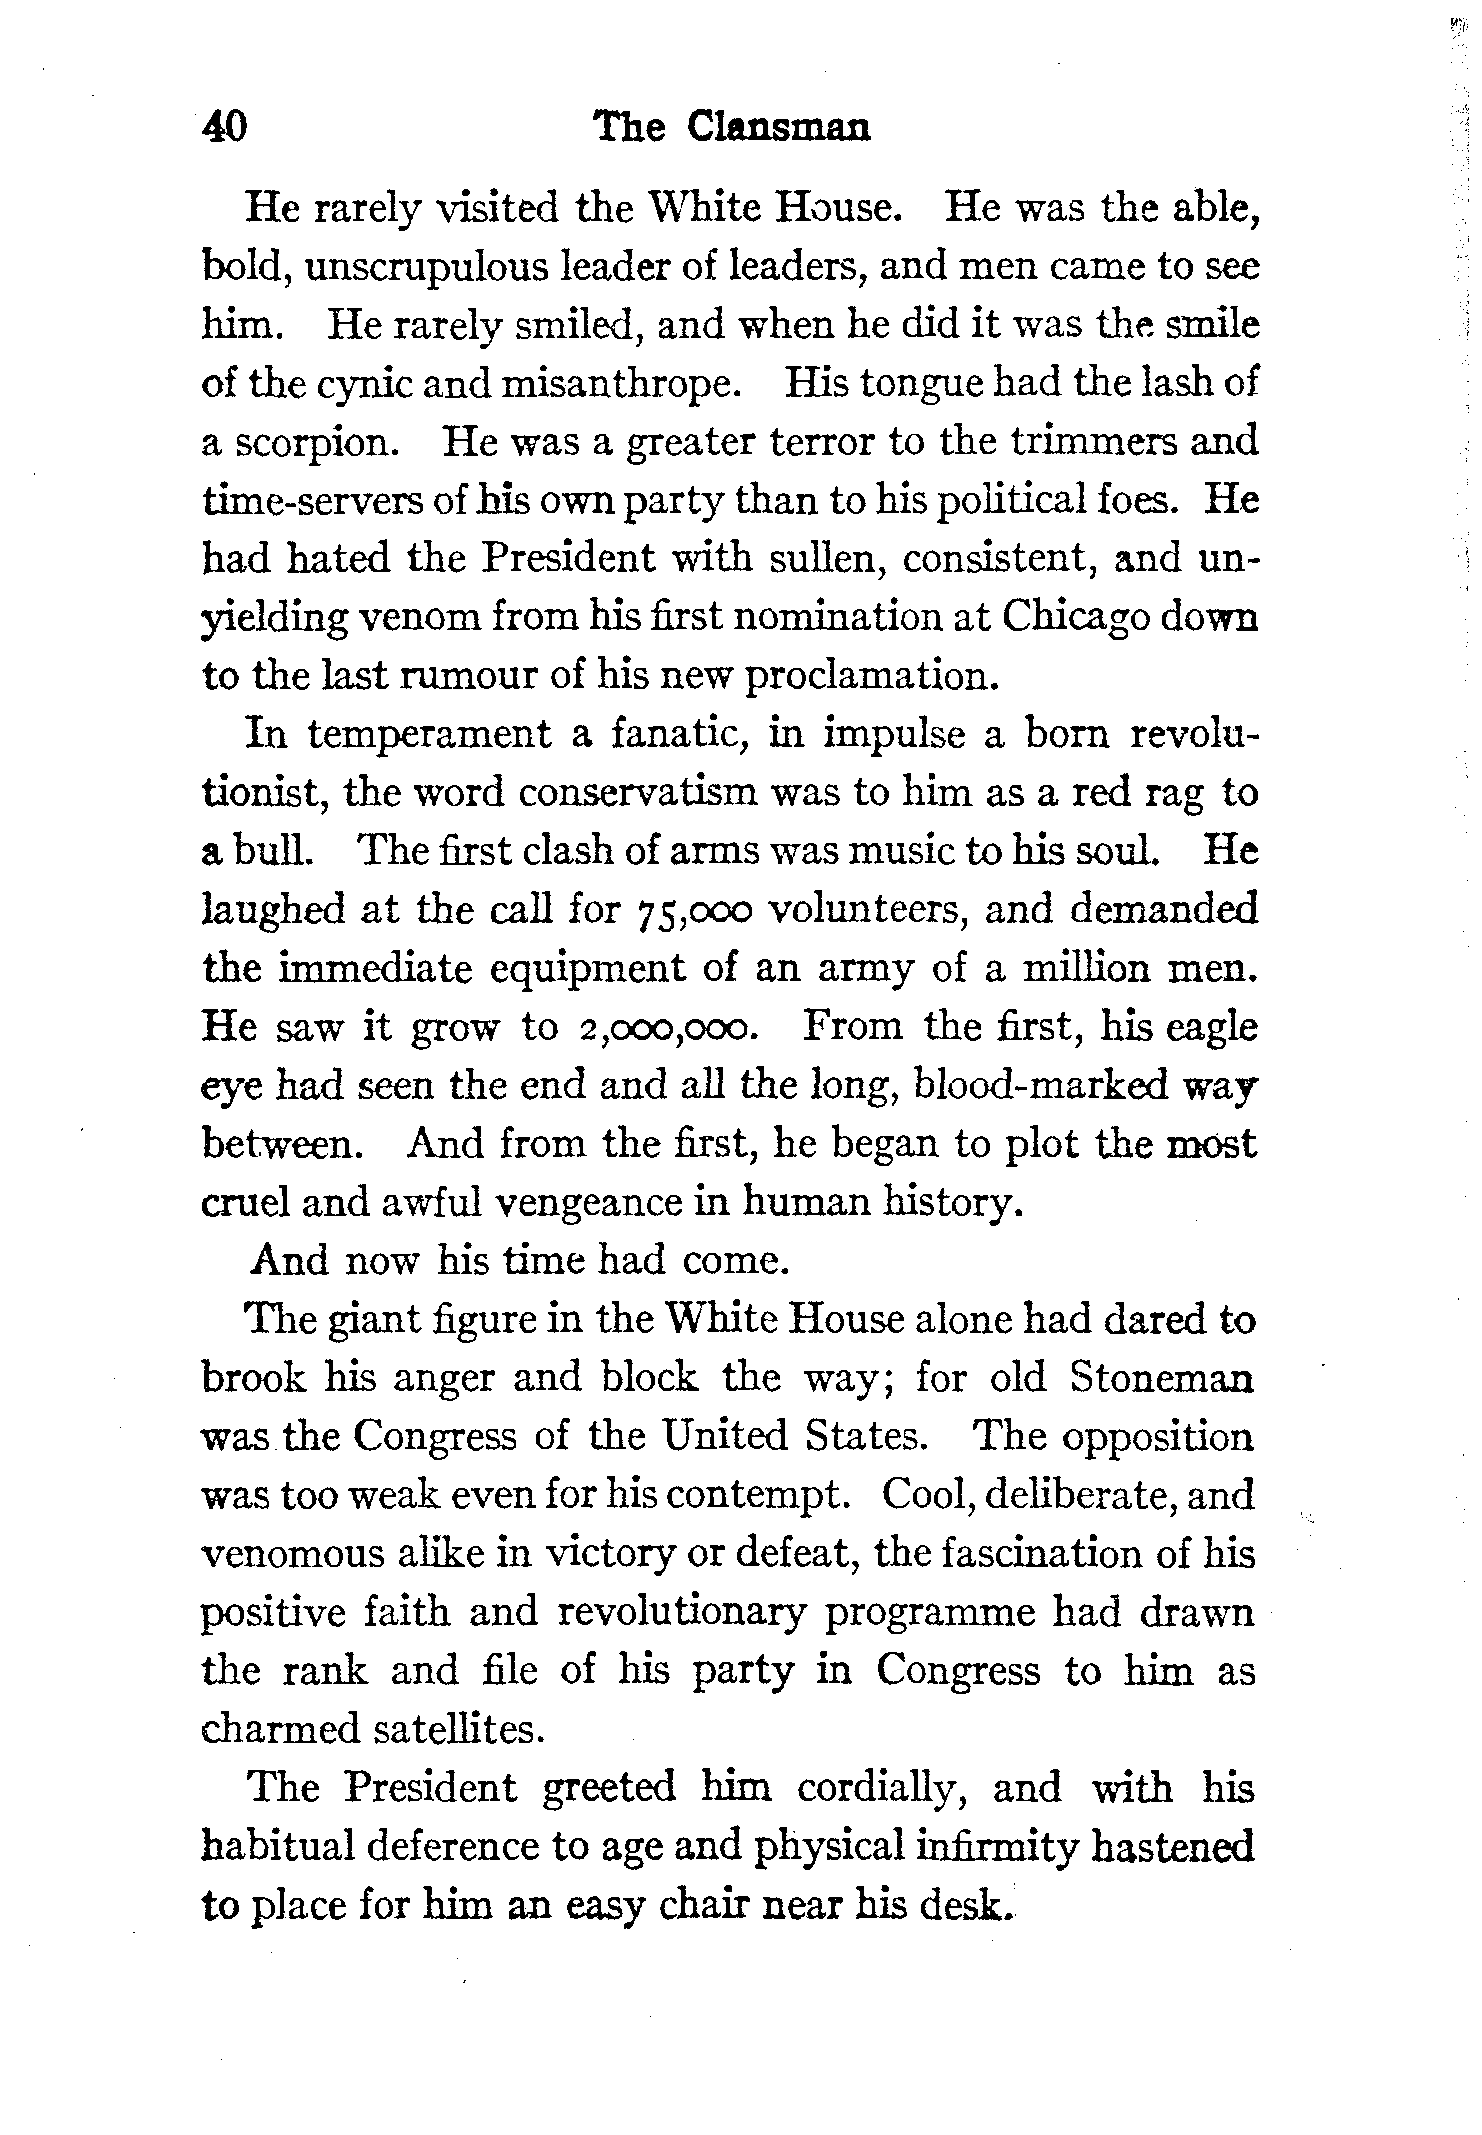 40 The Clansman
He rarely visited the White House. He was the able,
bold, unscrupulous leader of leaders, and men came to see
him. He rarely smiled, and when he did it was the smile
of the cynic and misanthrope. His tongue had the lash of
a scorpion. He was a greater terror to the trimmers and
time-servers of his own party than to his political foes. He
had hated the President with sullen, consistent, and un-
yielding venom from his first nomination at Chicago down
to the last rumour of his new proclamation.
In temperament a fanatic, in impulse a born revolu-
tionist, the word conservatism was to him as a red rag to
a bull. The first clash of arms was music to his soul. He
laughed at the call for 75,000 volunteers, and demanded
the immediate equipment of an army of a million men.
He saw it grow to 2,000,000. From the first, his eagle
eye had seen the end and all the long, blood-marked way
between. And from the first, he began to plot the most
cruel and awful vengeance in human history.
And now his time had come.
The giant figure in the White House alone had dared to
brook his anger and block the way; for old Stoneman
was the Congress of the United States. The opposition
was too weak even for his contempt. Cool, deliberate, and
venomous alike in victory or defeat, the fascination of his
positive faith and revolutionary programme had drawn
the rank and file of his party in Congress to him as
charmed satellites.
The President greeted him cordially, and with his
habitual deference to age and physical infirmity hastened
to place for him an easy chair near his desk.